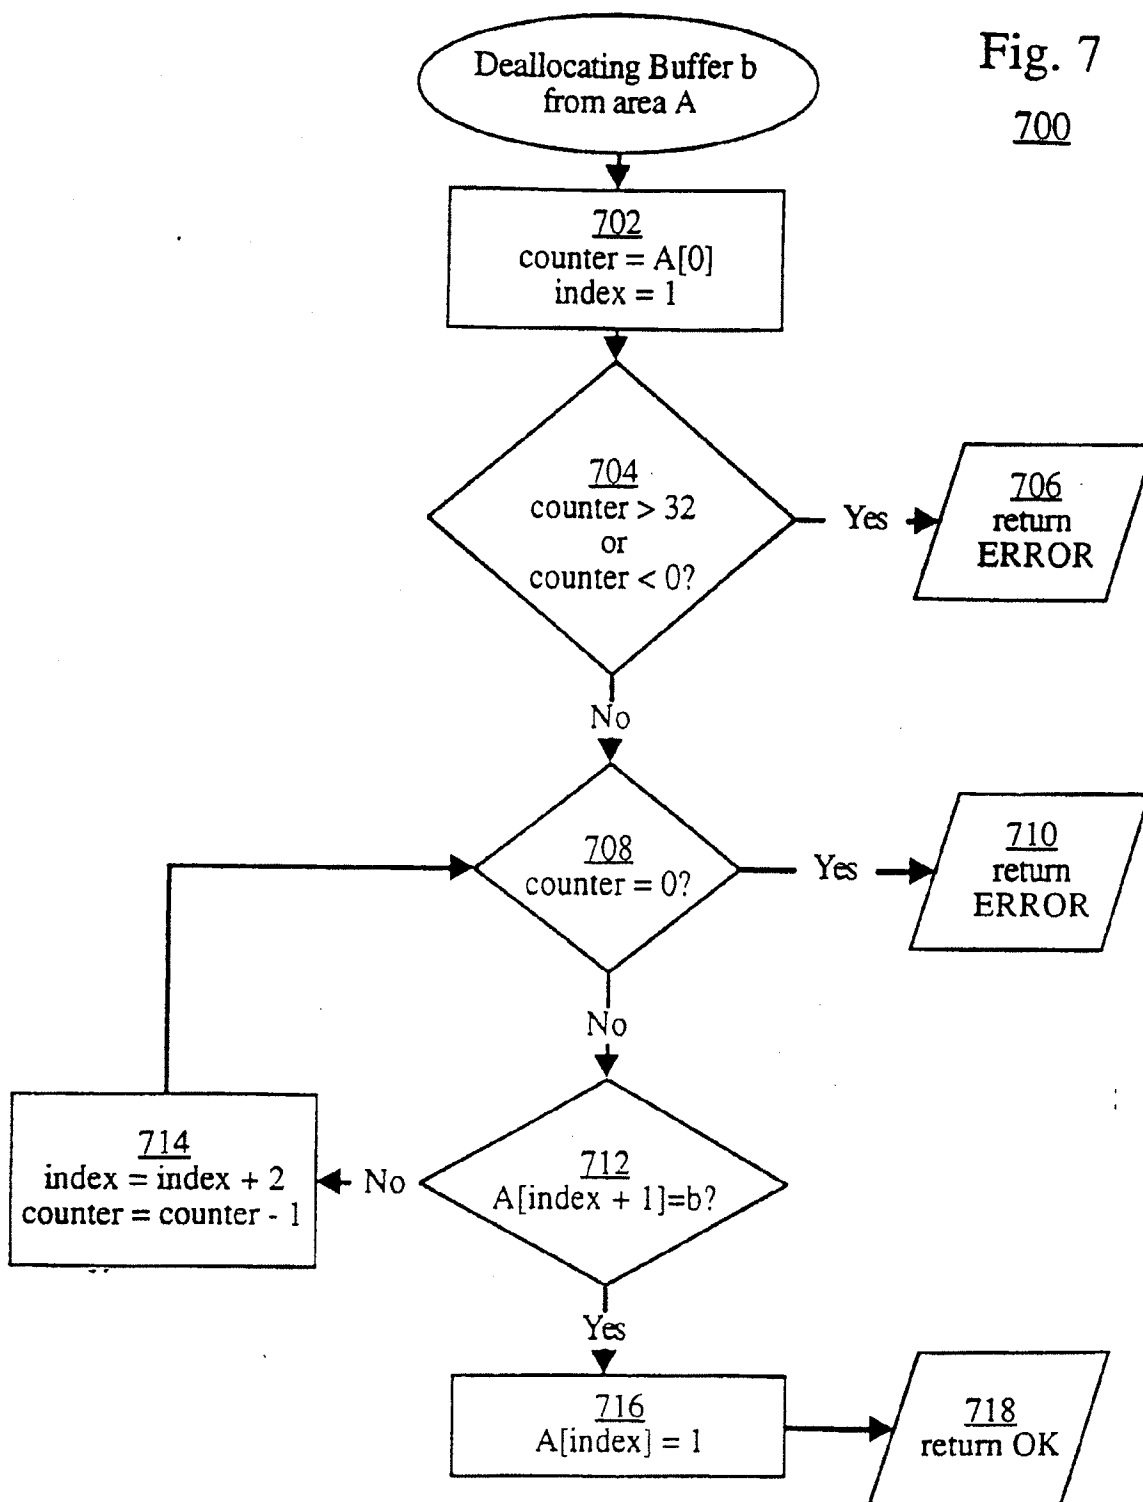 Fig. 7
700
Deallocating Buffer b
from area A
702
counter = A[0]
index = 1
704
counter > 32
or
counter < 0?
Yes
706
return
ERROR
No
708
counter = 0?
Yes
710
return
ERROR
No
712
A[index + 1]=b?
No
714
index = index + 2
counter = counter - 1
Yes
716
A[index] = 1
718
return OK